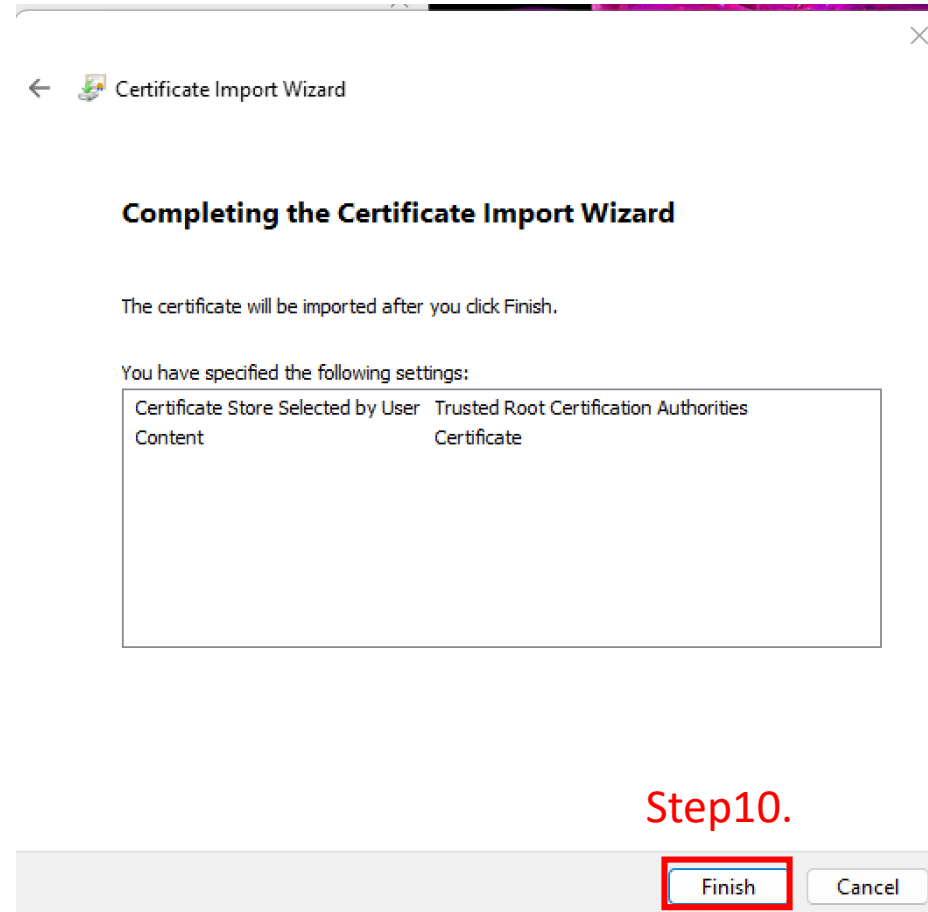 Certificate Import Wizard
Completing the Certificate Import Wizard
The certificate will be imported after you click Finish.
You have specified the following settings:
Certificate Store Selected by User Trusted Root Certification Authorities
Content Certificate
Step10.
Finish Cancel